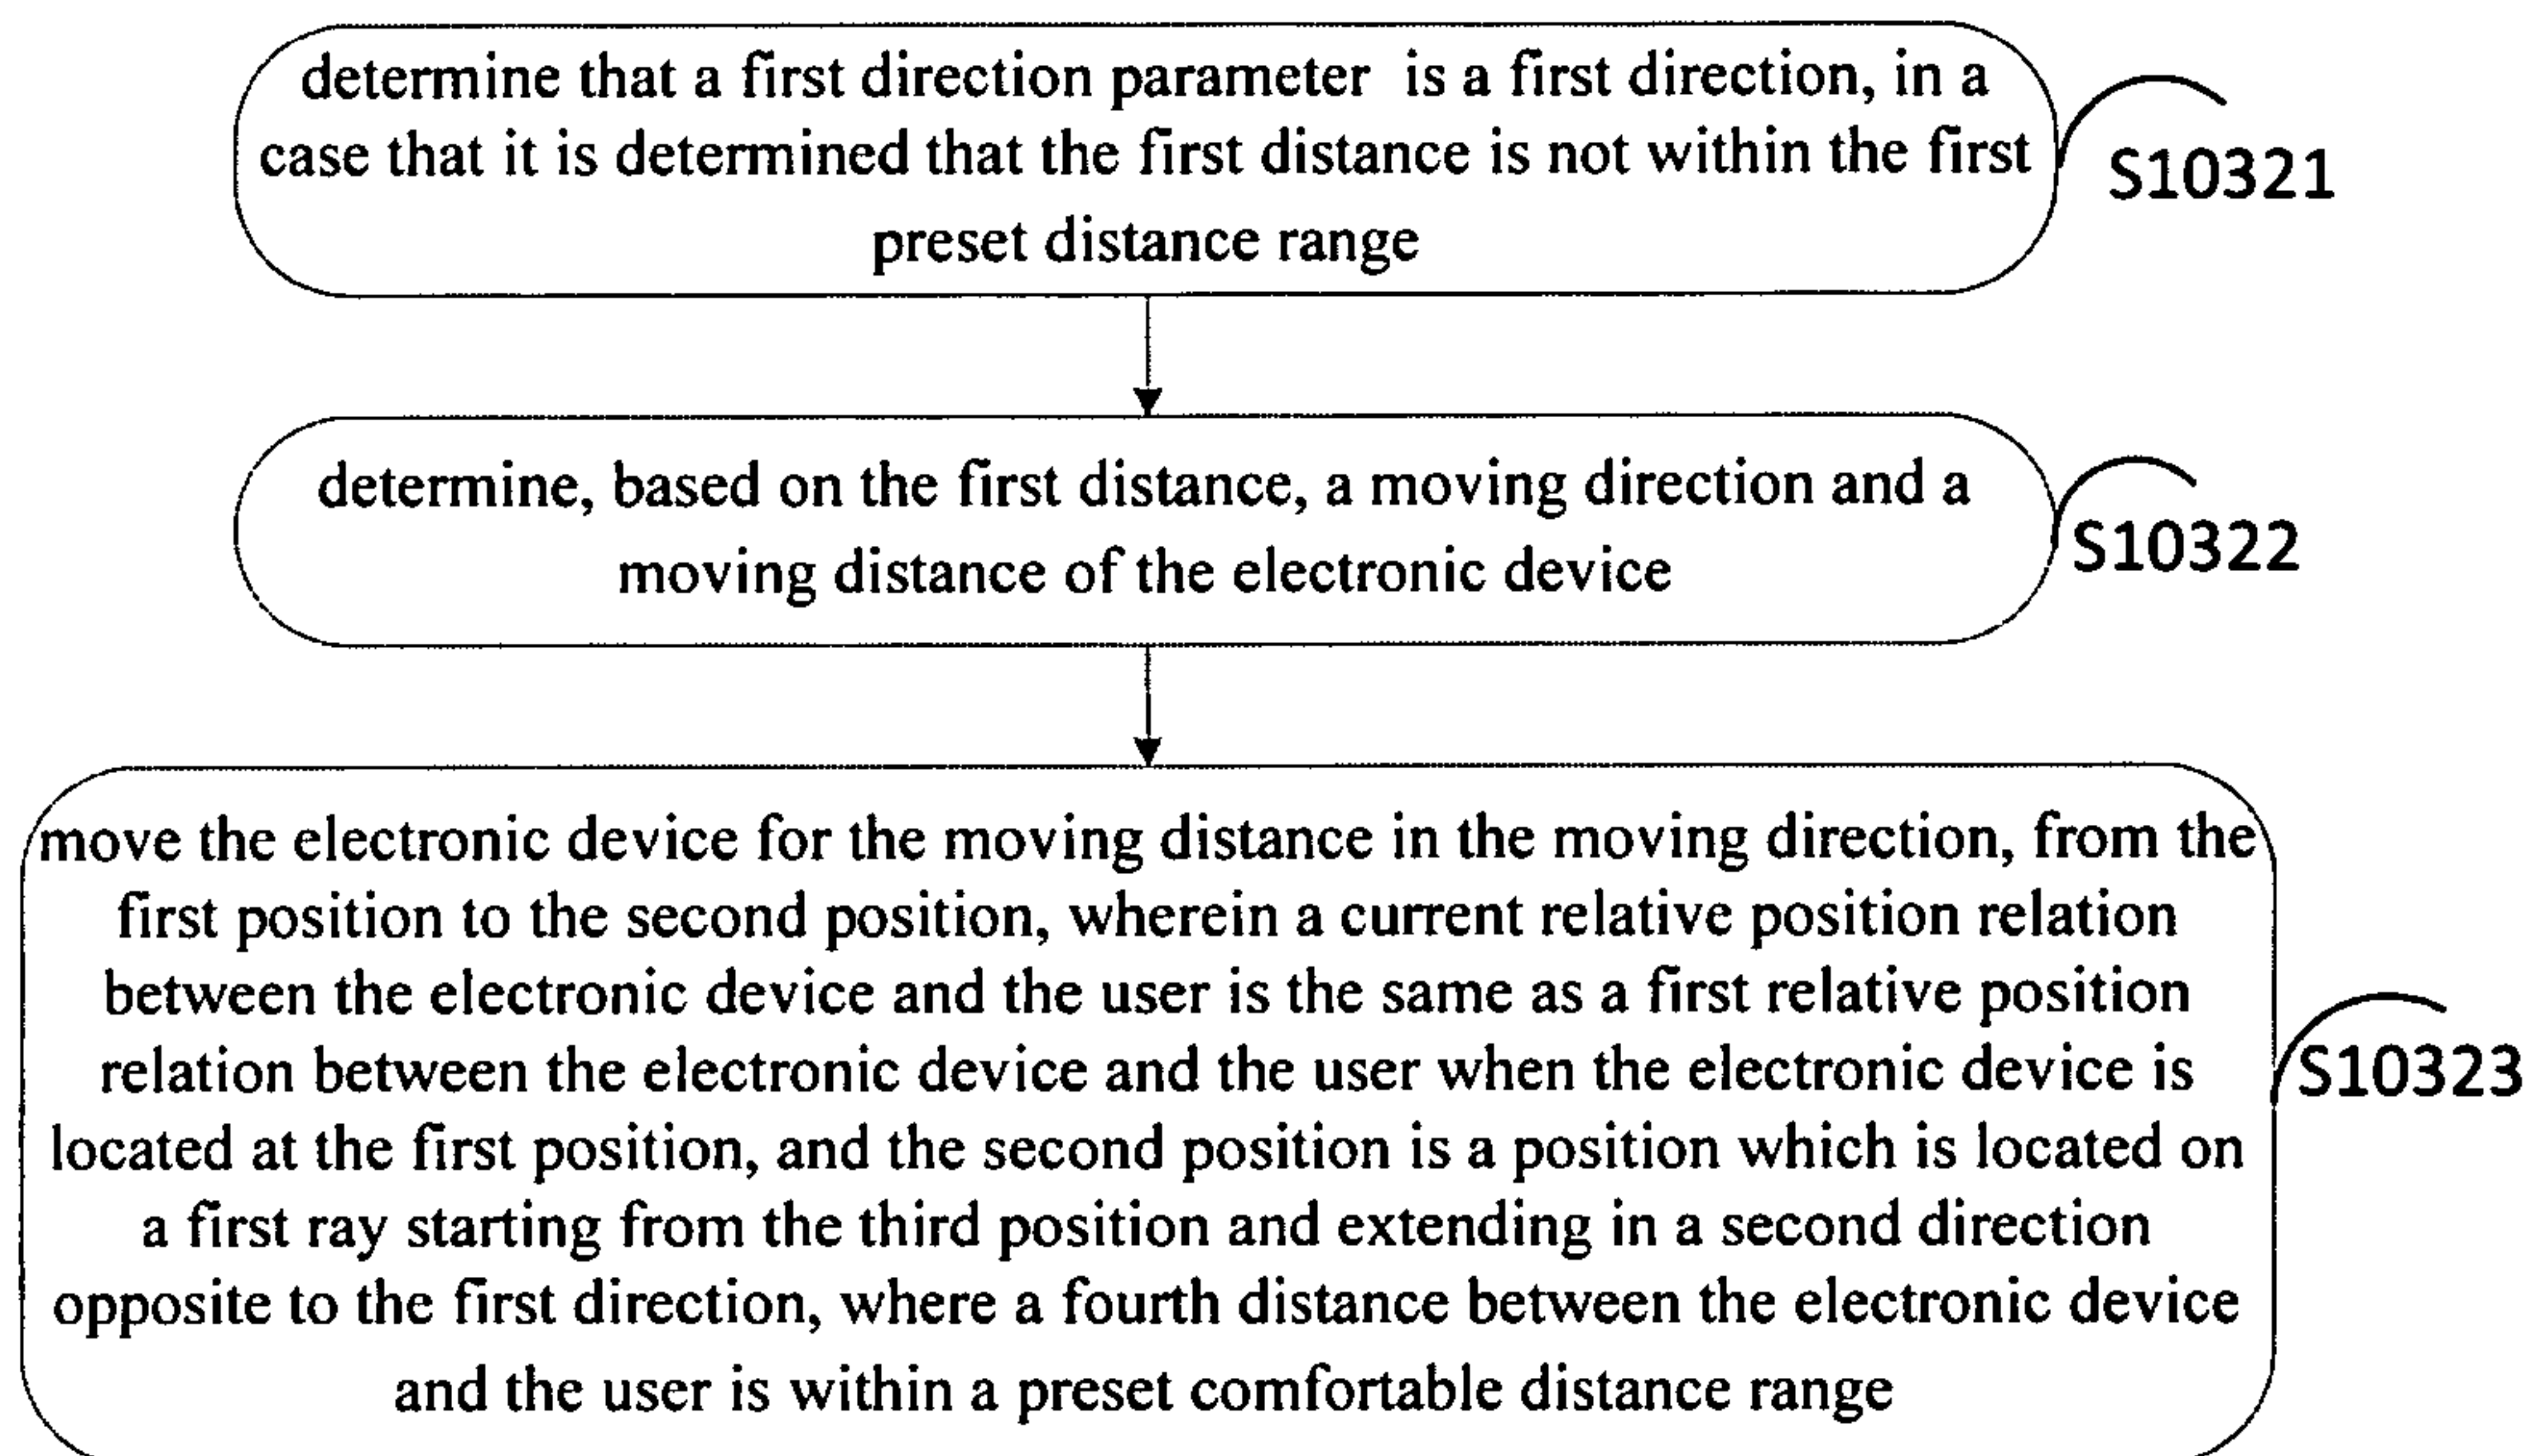 determine that a first direction parameter is a first direction, in a
case that it is determined that the first distance is not within the first
preset distance range
S10321
determine, based on the first distance, a moving direction and a
moving distance of the electronic device
S10322
move the electronic device for the moving distance in the moving direction, from the
first position to the second position, wherein a current relative position relation
between the electronic device and the user is the same as a first relative position
relation between the electronic device and the user when the electronic device is
located at the first position, and the second position is a position which is located on
a first ray starting from the third position and extending in a second direction
opposite to the first direction, where a fourth distance between the electronic device
and the user is within a preset comfortable distance range
S10323